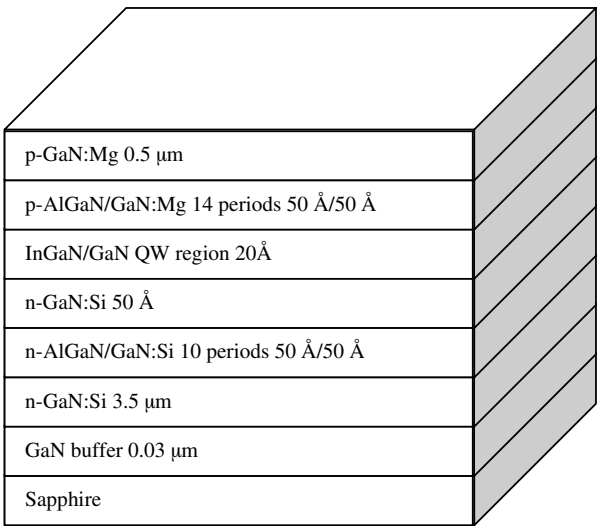 p-GaN:Mg 0.5 μm
p-AlGaN/GaN:Mg 14 periods 50 Å/50 Å
InGaN/GaN QW region 20Å
n-GaN:Si 50 Å
n-AlGaN/GaN:Si 10 periods 50 Å/50 Å
n-GaN:Si 3.5 μm
GaN buffer 0.03 μm
Sapphire